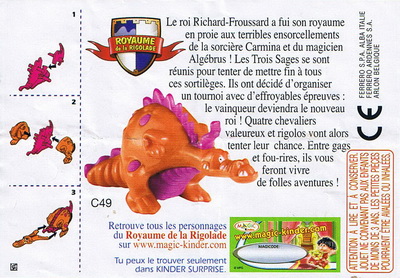 1
2
3
ROYAUME
de la RIGOLADE
Le roi Richard-Froussard a fui son royaume
en proie aux terribles ensorcellements
de la sorcière Carmina et du magicien
Algébrus ! Les Trois Sages se sont
réunis pour tenter de mettre fin à tous
ces sortilèges. Ils ont décidé d'organiser
un tournoi avec d'effroyables épreuves :
le vainqueur deviendra le nouveau
roi ! Quatre chevaliers
valeureux et rigolos vont alors
tenter leur chance. Entre gags
et fou-rires, ils vous
feront vivre
de folles aventures !
C49
Retrouve tous les personnages
du Royaume de la Rigolade
sur www.magic-kinder.com
Tu peux le trouver seulement
dans KINDER SURPRISE.
www.magic-kinder.com
MAGICODE
FERRERO S.P.A. ALBA ITALIE
FERRERO ARDENNES S.A.
ARLON BELGIQUE
CE
ATTENTION, A LIRE ET A CONSERVER :
NE CONVIENT PAS AUX ENFANTS
DE MOINS DE 3 ANS. LES PETITES PIECES
POURRAIENT ETRE AVALEES OU INHALEES.